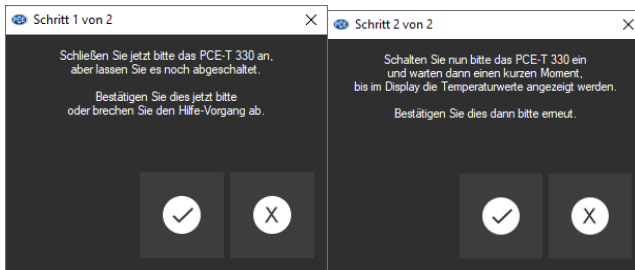 Schritt 1 von 2
Schließen Sie jetzt bitte das PCE-T 330 an,
aber lassen Sie es noch abgeschaltet.
Bestätigen Sie dies jetzt bitte
oder brechen Sie den Hilfe-Vorgang ab.
X
Schritt 2 von 2
Schalten Sie nun bitte das PCE-T 330 ein
und warten dann einen kurzen Moment,
bis im Display die Temperaturwerte angezeigt werden.
Bestätigen Sie dies dann bitte erneut.
X